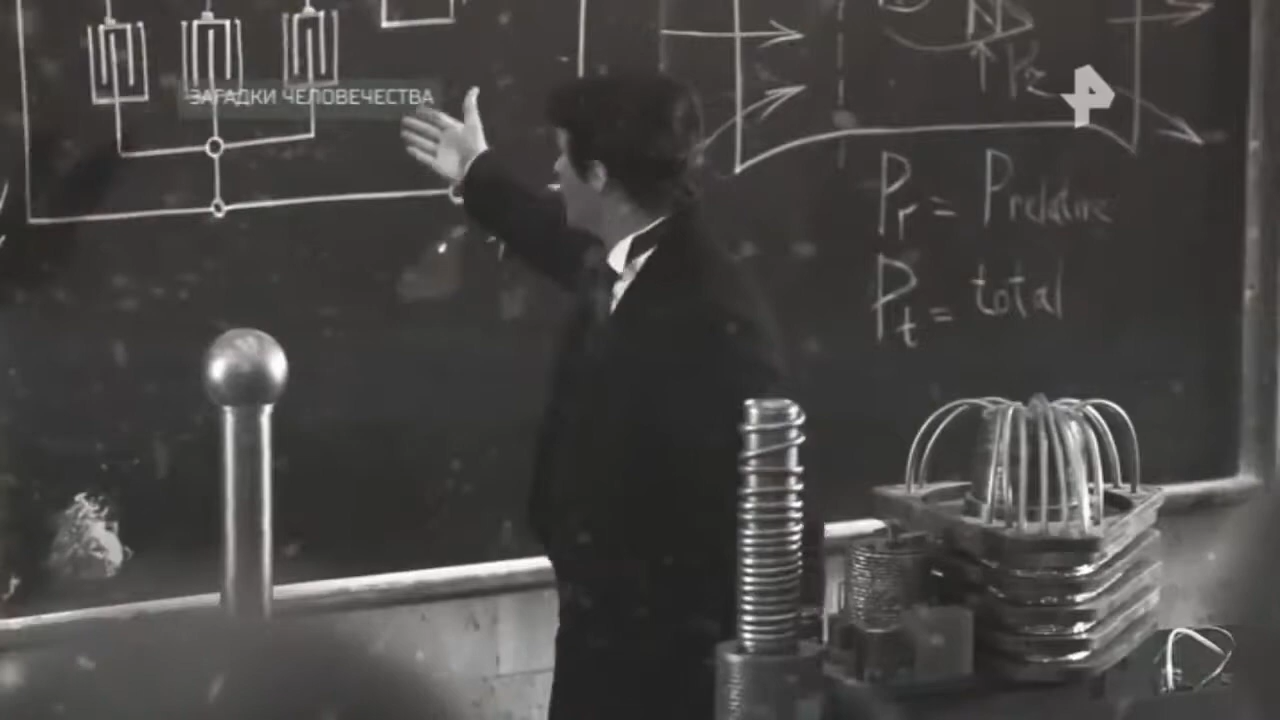 ЗАГАДКИ ЧЕЛОВЕЧЕСТВА
Pr = Prelative
Pt = total